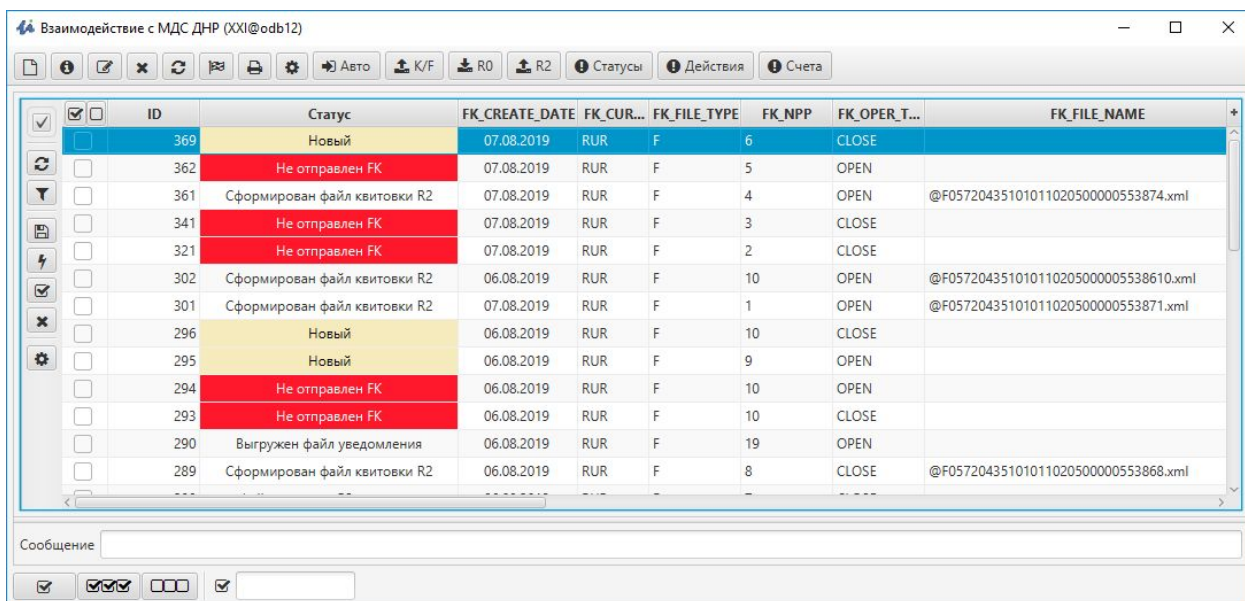 Взаимодействие с МДС ДНР (XXI@odb12)
Авто K/F R0 R2 Статусы Действия Счета
ID Статус FK_CREATE_DATE FK_CUR... FK_FILE_TYPE FK_NPP FK_OPER_T... FK_FILE_NAME +
369 Новый 07.08.2019 RUR F 6 CLOSE
362 Не отправлен FK 07.08.2019 RUR F 5 OPEN
361 Сформирован файл квитовки R2 07.08.2019 RUR F 4 OPEN @F0572043510101102050000055​3874.xml
341 Не отправлен FK 07.08.2019 RUR F 3 CLOSE
321 Не отправлен FK 07.08.2019 RUR F 2 CLOSE
302 Сформирован файл квитовки R2 06.08.2019 RUR F 10 OPEN @F057204351010110205000005538610.xml
301 Сформирован файл квитовки R2 07.08.2019 RUR F 1 OPEN @F0572043510101102050000055​3871.xml
296 Новый 06.08.2019 RUR F 10 CLOSE
295 Новый 06.08.2019 RUR F 9 OPEN
294 Не отправлен FK 06.08.2019 RUR F 10 OPEN
293 Не отправлен FK 06.08.2019 RUR F 10 CLOSE
290 Выгружен файл уведомления 06.08.2019 RUR F 19 OPEN
289 Сформирован файл квитовки R2 06.08.2019 RUR F 8 CLOSE @F0572043510101102050000055​3868.xml
Сообщение